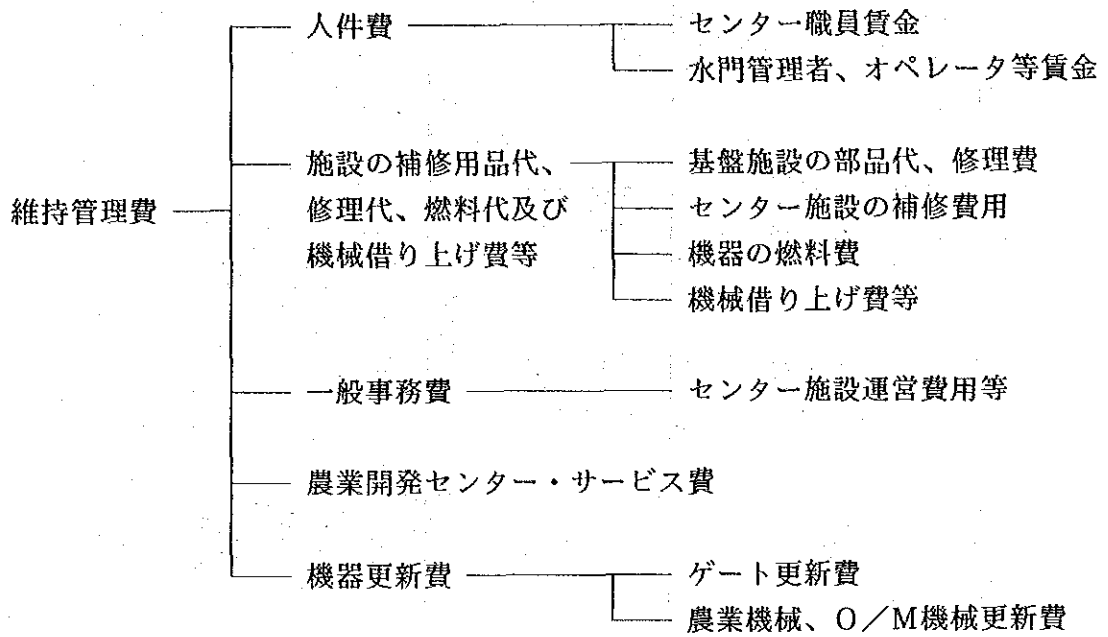 人件費
センター職員賃金
水門管理者、オペレータ等賃金
維持管理費
施設の補修用品代、
修理代、燃料代及び
機械借り上げ費等
基盤施設の部品代、修理費
センター施設の補修費用
機器の燃料費
機械借り上げ費等
一般事務費
センター施設運営費用等
農業開発センター・サービス費
機器更新費
ゲート更新費
農業機械、O/M機械更新費